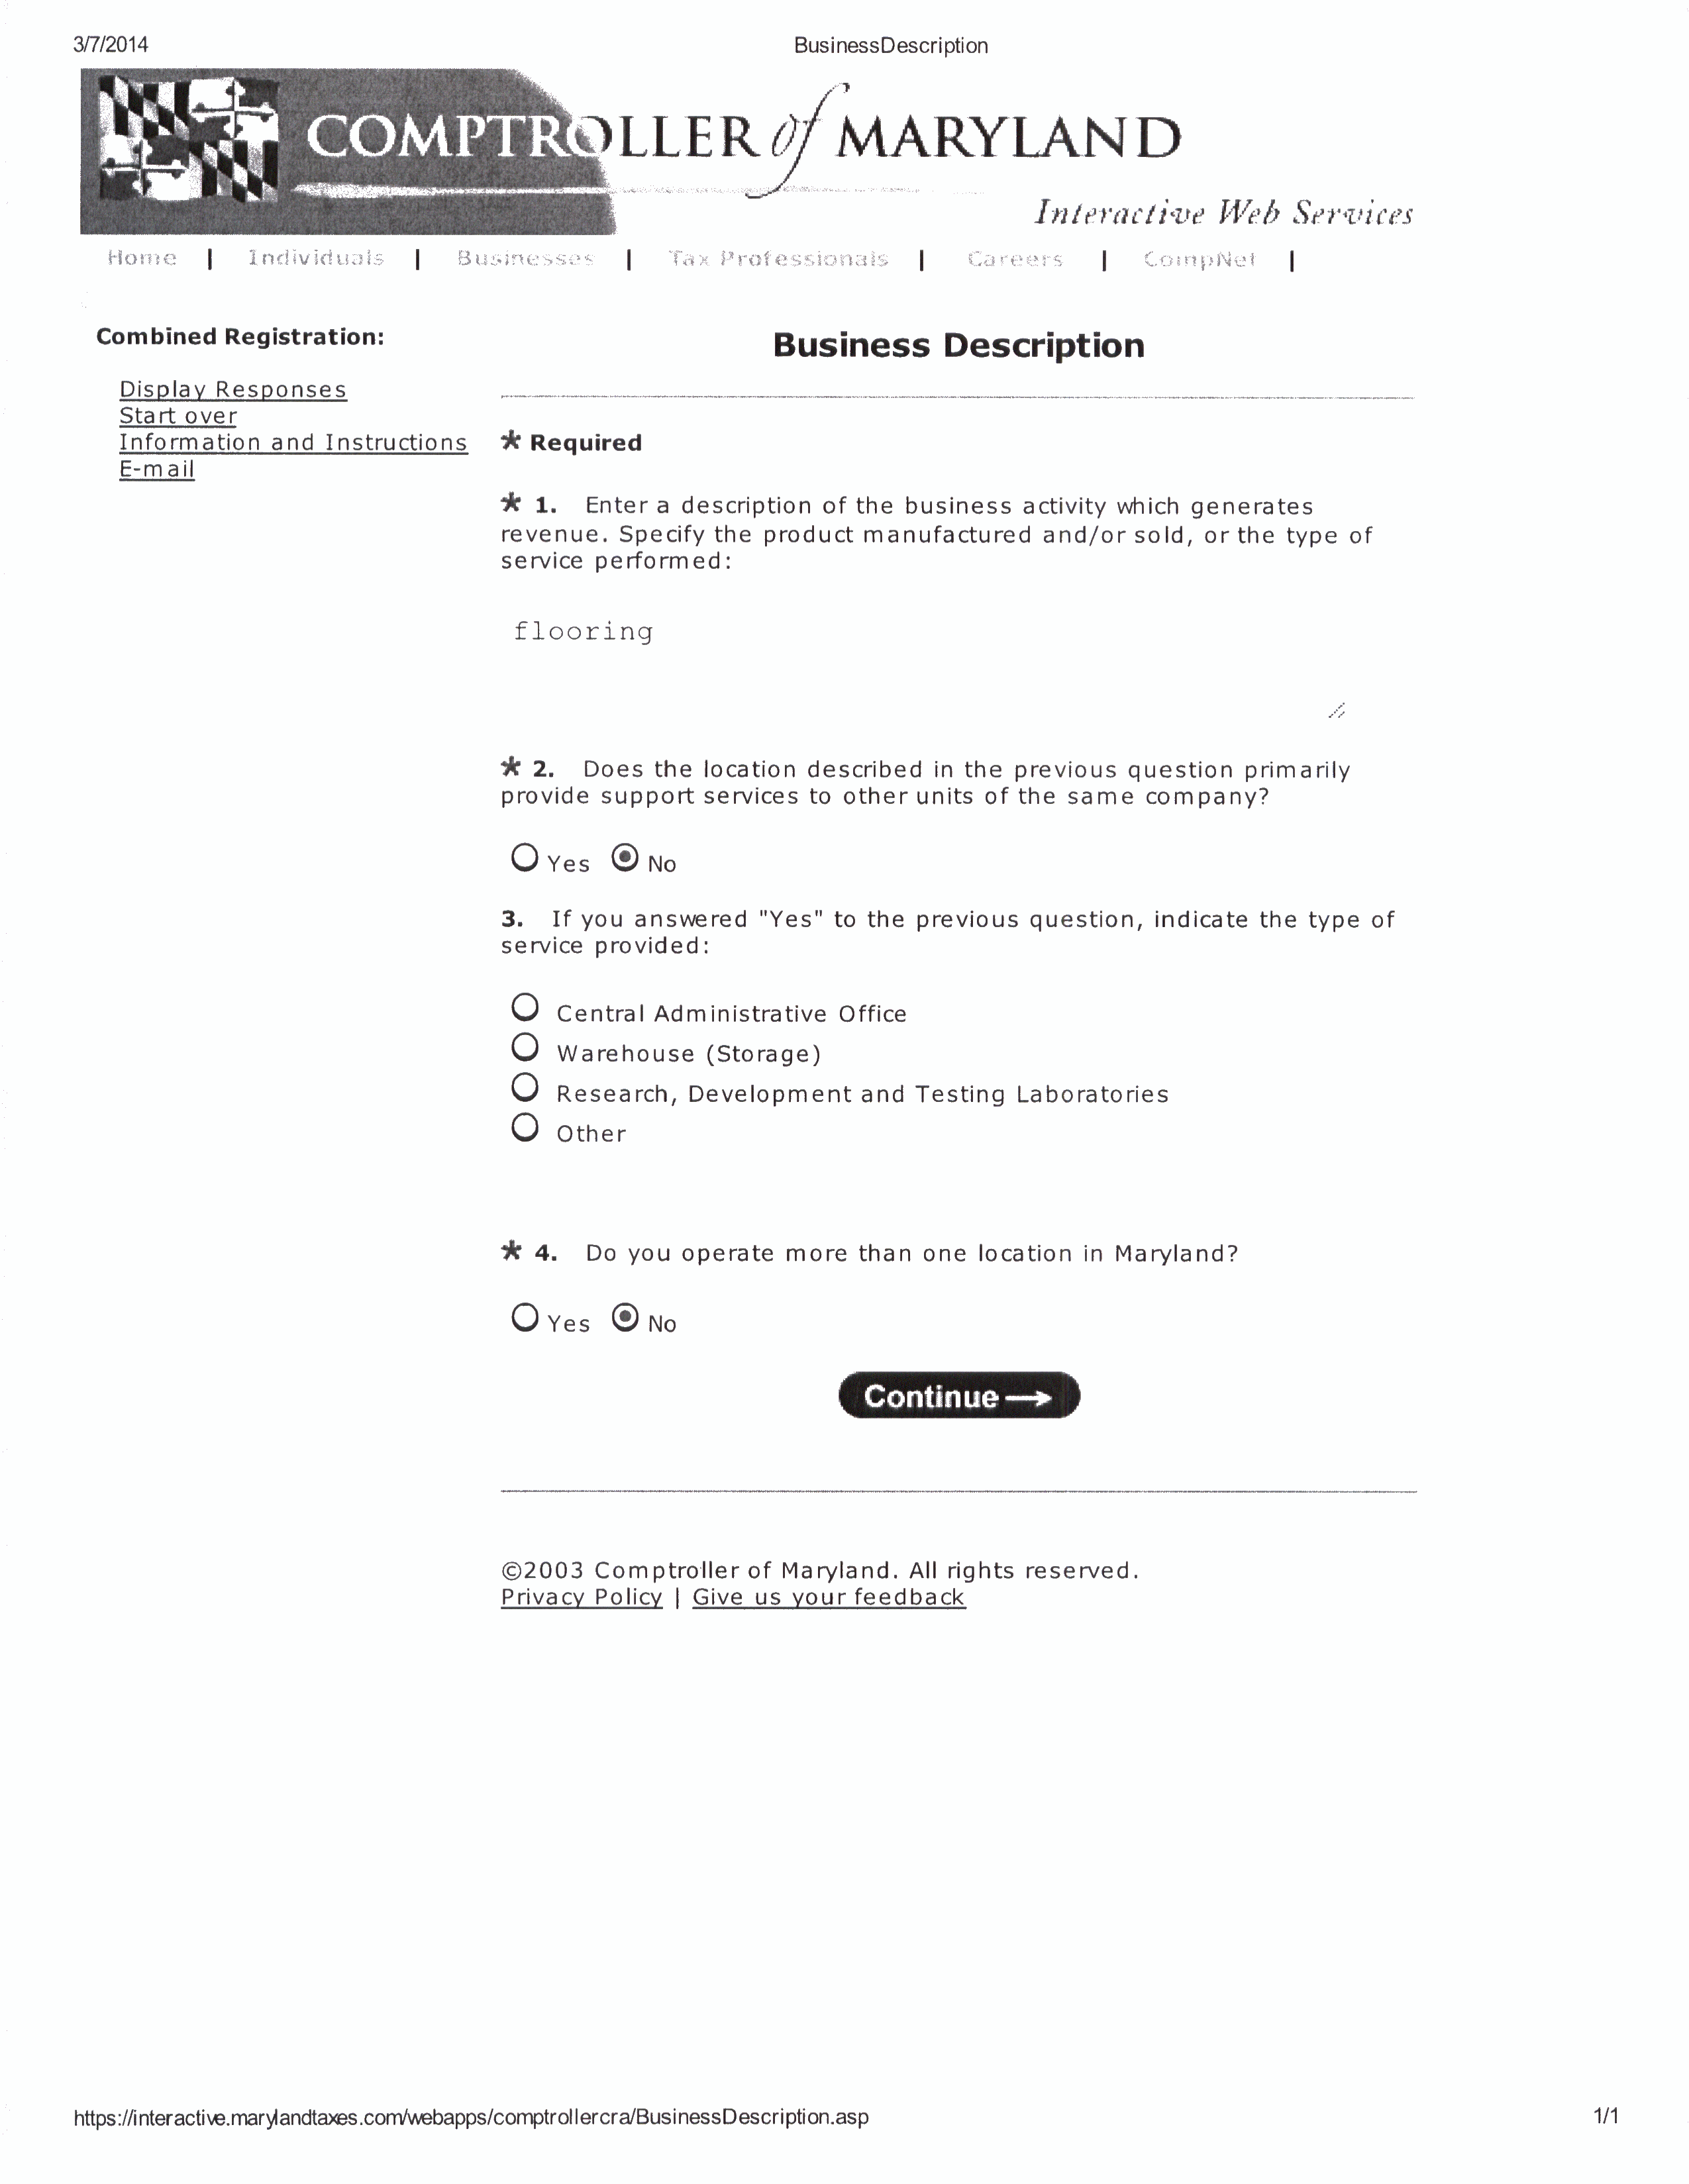 3/7/2014 BusinessDescription
COMPTROLLER of MARYLAND
Interactive Web Services
Home | Individuals | Businesses | Tax Professionals | Careers | CompNet |
Combined Registration:
Display Responses
Start over
Information and Instructions
E-mail
Business Description
* Required
* 1. Enter a description of the business activity which generates
revenue. Specify the product manufactured and/or sold, or the type of
service performed:
flooring
* 2. Does the location described in the previous question primarily
provide support services to other units of the same company?
Yes No
3. If you answered "Yes" to the previous question, indicate the type of
service provided:
Central Administrative Office
Warehouse (Storage)
Research, Development and Testing Laboratories
Other
* 4. Do you operate more than one location in Maryland?
Yes No
Continue →
©2003 Comptroller of Maryland. All rights reserved.
Privacy Policy | Give us your feedback
https://interactive.marylandtaxes.com/webapps/comptrollercra/BusinessDescription.asp 1/1